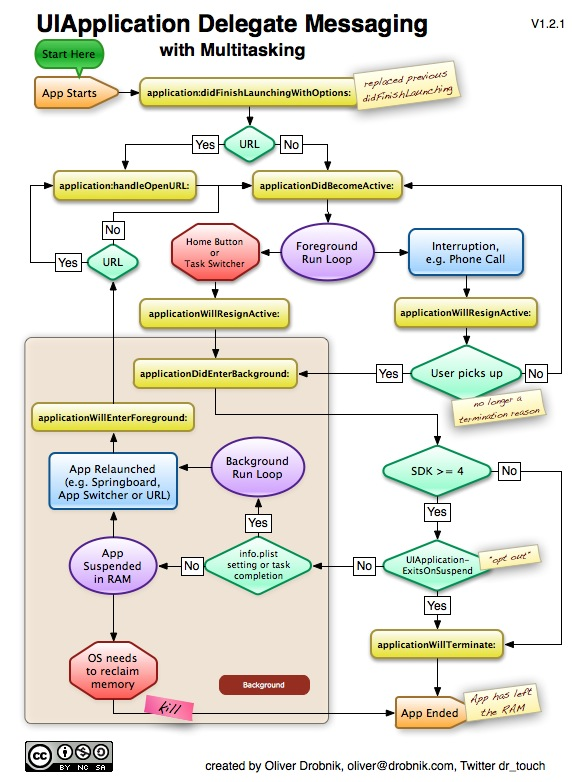 UIApplication Delegate Messaging
with Multitasking
V1.2.1
Start Here
App Starts
application:didFinishLaunchingWithOptions:
replaced previous
didFinishLaunching
Yes
URL
No
application:handleOpenURL:
applicationDidBecomeActive:
No
Yes
URL
Home Button
or
Task Switcher
Foreground
Run Loop
Interruption,
e.g. Phone Call
applicationWillResignActive:
applicationWillResignActive:
applicationDidEnterBackground:
Yes
User picks up
No
no longer a
termination reason
applicationWillEnterForeground:
App Relaunched
(e.g. Springboard,
App Switcher or URL)
Background
Run Loop
SDK >= 4
No
Yes
Yes
App
Suspended
in RAM
No
info.plist
setting or task
completion
No
UIApplication-
ExitsOnSuspend
"opt out"
Yes
applicationWillTerminate:
OS needs
to reclaim
memory
Background
kill
App Ended
App has left
the RAM
cc
BY NC SA
created by Oliver Drobnik, oliver@drobnik.com, Twitter dr_touch